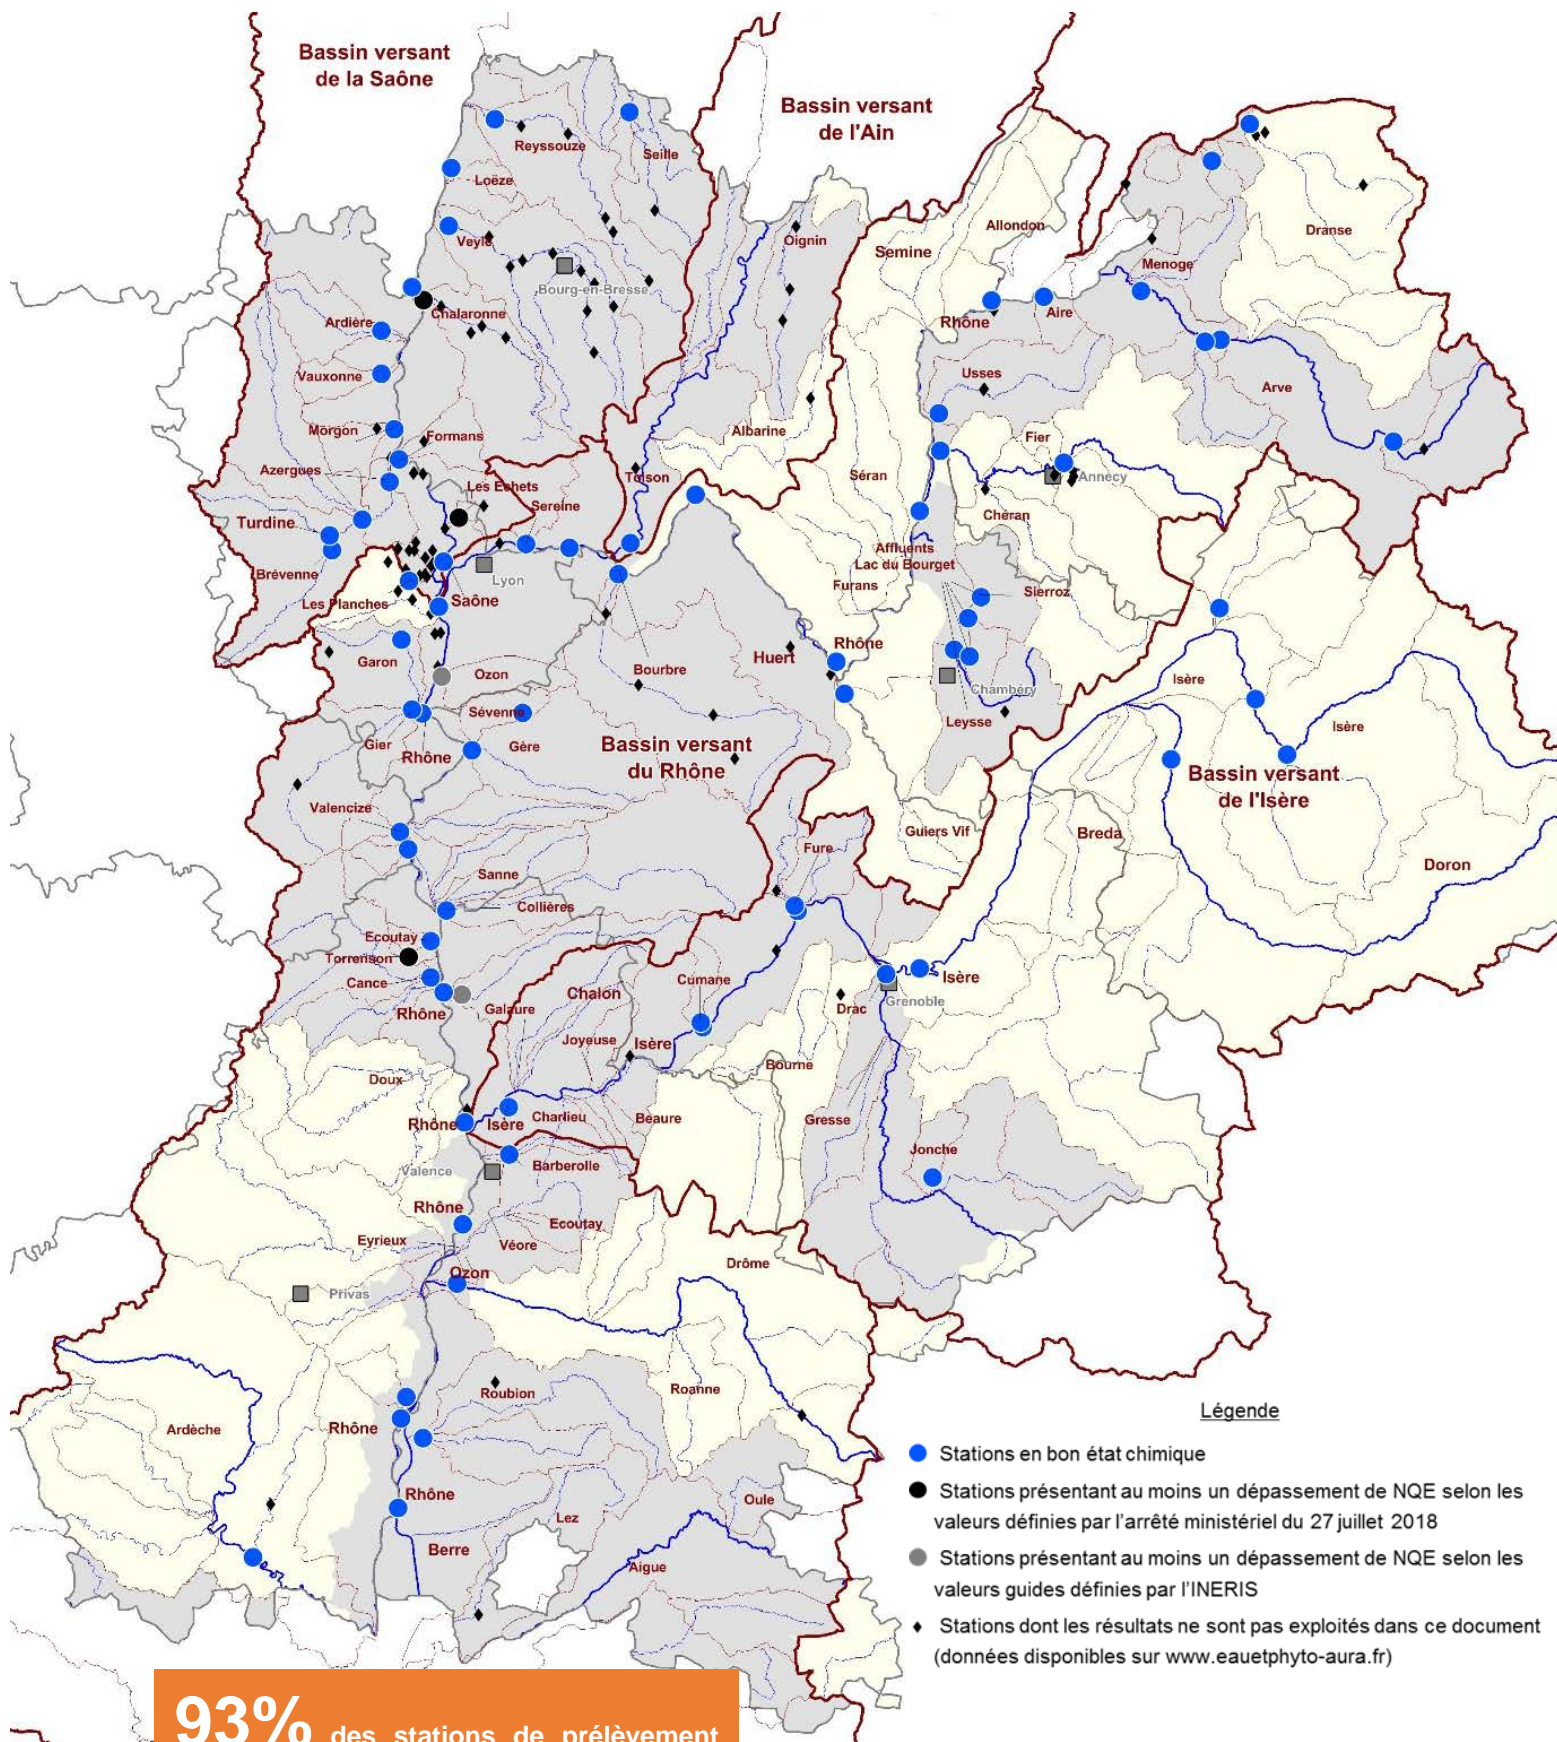 Bassin versant
de la Saône
Bassin versant
de l'Ain
Reyssouze
Seille
Loëze
Veyle
Bourg-en-Bresse
Oignin
Semine
Allondon
Dranse
Menoge
Ardière
Chalaronne
Rhône
Aire
Vauxonne
Usses
Arve
Morgon
Formans
Albarine
Fier
Azergues
Les Echets
Toison
Séran
Annecy
Sereine
Chéran
Turdine
Affluents
Lac du Bourget
Brévenne
Lyon
Furans
Sierroz
Les Planches
Saône
Garon
Ozon
Bourbre
Huert
Rhône
Chambéry
Isère
Sévenne
Leysse
Isère
Gier
Rhône
Gère
Bassin versant
du Rhône
Bassin versant
de l'Isère
Valencize
Guiers Vif
Breda
Fure
Doron
Sanne
Collières
Ecoutay
Torrenson
Cance
Cumane
Isère
Chalon
Grenoble
Rhône
Galaure
Drac
Joyeuse
Isère
Doux
Bourne
Rhône
Isère
Charlieu
Beaure
Gresse
Jonche
Valence
Barberolle
Rhône
Ecoutay
Eyrieux
Véore
Drôme
Ozon
Privas
Roubion
Roanne
Ardèche
Rhône
Rhône
Lez
Oule
Berre
Aigue
Légende
Stations en bon état chimique
Stations présentant au moins un dépassement de NQE selon les
valeurs définies par l'arrêté ministériel du 27 juillet 2018
Stations présentant au moins un dépassement de NQE selon les
valeurs guides définies par l'INERIS
Stations dont les résultats ne sont pas exploités dans ce document
(données disponibles sur www.eauetphyto-aura.fr)
93% des stations de prélèvement